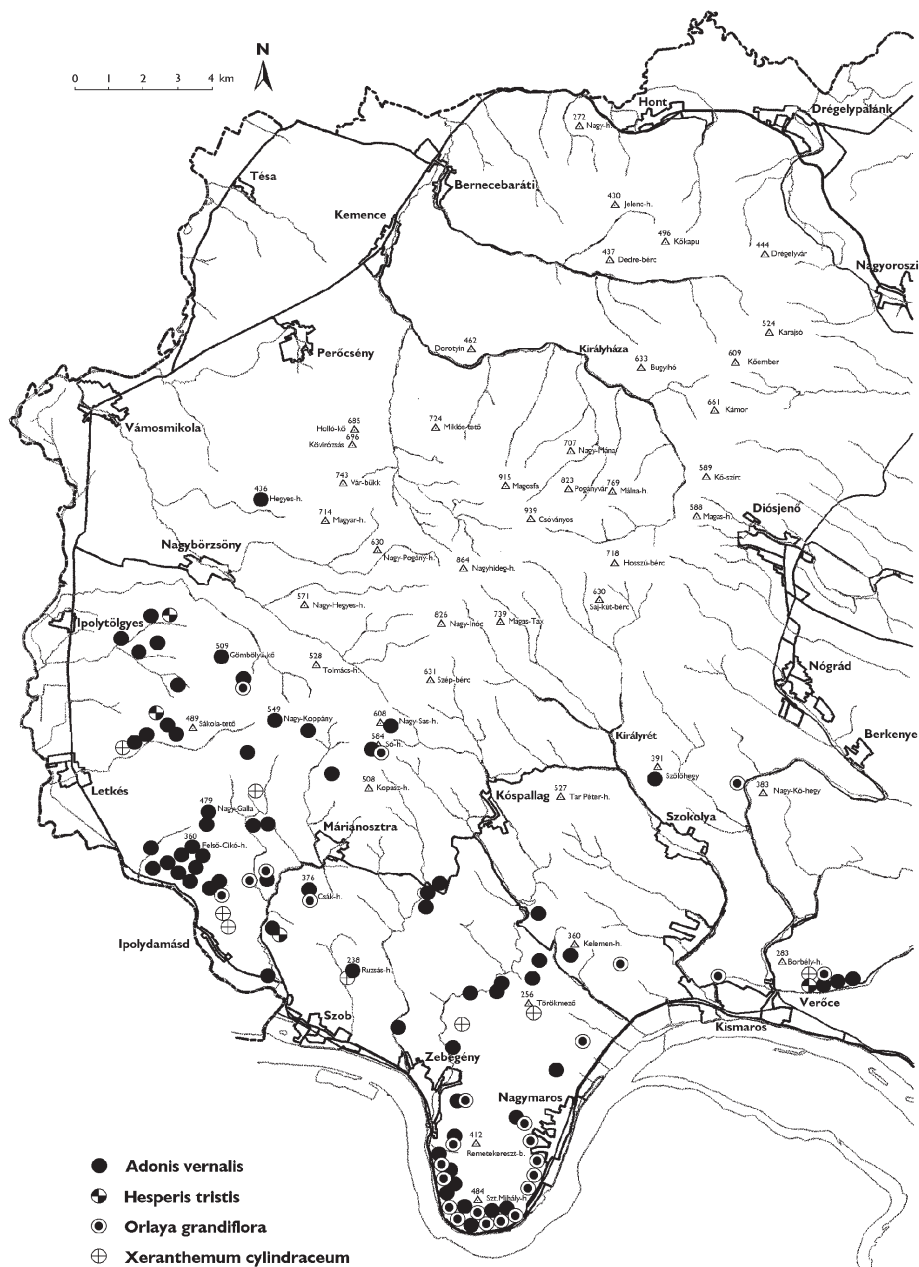 N
0 1 2 3 4 km
Hont
Drégelypalánk
272
Nagy-h.
Tésa
Bernecebaráti
430
Jelenc-h.
Kemence
496
Kőkapu
437
Dedre-bérc
444
Drégelyvár
Nagyoroszi
524
Karajsó
Perőcsény
Dorotyin
462
Királyháza
633
Bugyihó
609
Kőember
661
Kámor
Vámosmikola
685
Holló-kő
696
Kővirózsás
724
Miklós-tető
707
Nagy-Mána
743
Vár-bükk
915
Magosfa
823
Pogányvár
769
Málna-h.
589
Kő-szirt
436
Hegyes-h.
714
Magyar-h.
939
Csóványos
588
Magas-h.
Diósjenő
Nagybörzsöny
630
Nagy-Pogány-h.
864
Nagyhideg-h.
718
Hosszú-bérc
571
Nagy-Hegyes-h.
630
Saj-kút-bérc
Ipolytölgyes
826
Nagy-Inóc
739
Magas-Tax
509
Gömbölyű-kő
528
Tolmács-h.
631
Szép-bérc
Nógrád
489
Sákola-tető
549
Nagy-Koppány
608
Nagy-Sas-h.
584
Só-h.
Királyrét
391
Szőlőhegy
Berkenye
Letkés
508
Kopasz-h.
Kóspallag
527
Tar Péter-h.
383
Nagy-Kő-hegy
479
Nagy-Galla
Márianosztra
Szokolya
360
Felső-Cikó-h.
376
Csák-h.
Ipolydamásd
360
Kelemen-h.
238
Ruzsás-h.
283
Borbély-h.
256
Törökmező
Verőce
Szob
Kismaros
Zebegény
Nagymaros
412
Remetekereszt-b.
484
Szt.Mihály-h.
Adonis vernalis
Hesperis tristis
Orlaya grandiflora
Xeranthemum cylindraceum